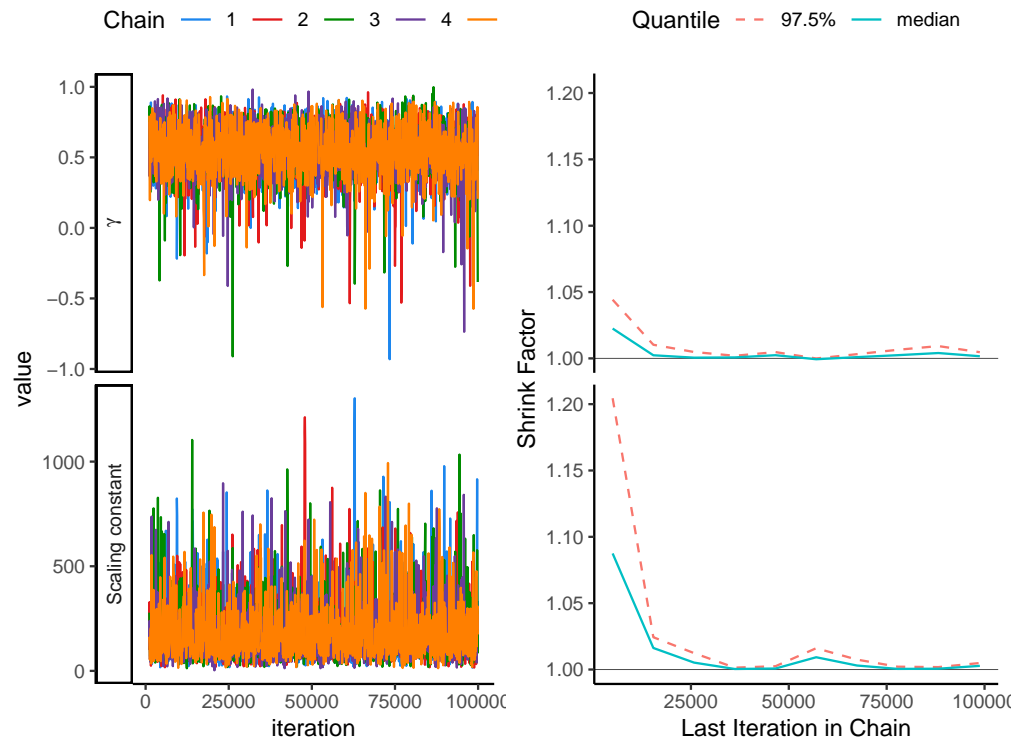 Chain 1 2 3 4
Quantile 97.5% median
1.0
0.5
0.0
−0.5
−1.0
γ
1000
500
0
Scaling constant
value
0 25000 50000 75000 100000
iteration
1.20
1.15
1.10
1.05
1.00
1.20
1.15
1.10
1.05
1.00
Shrink Factor
25000 50000 75000 100000
Last Iteration in Chain